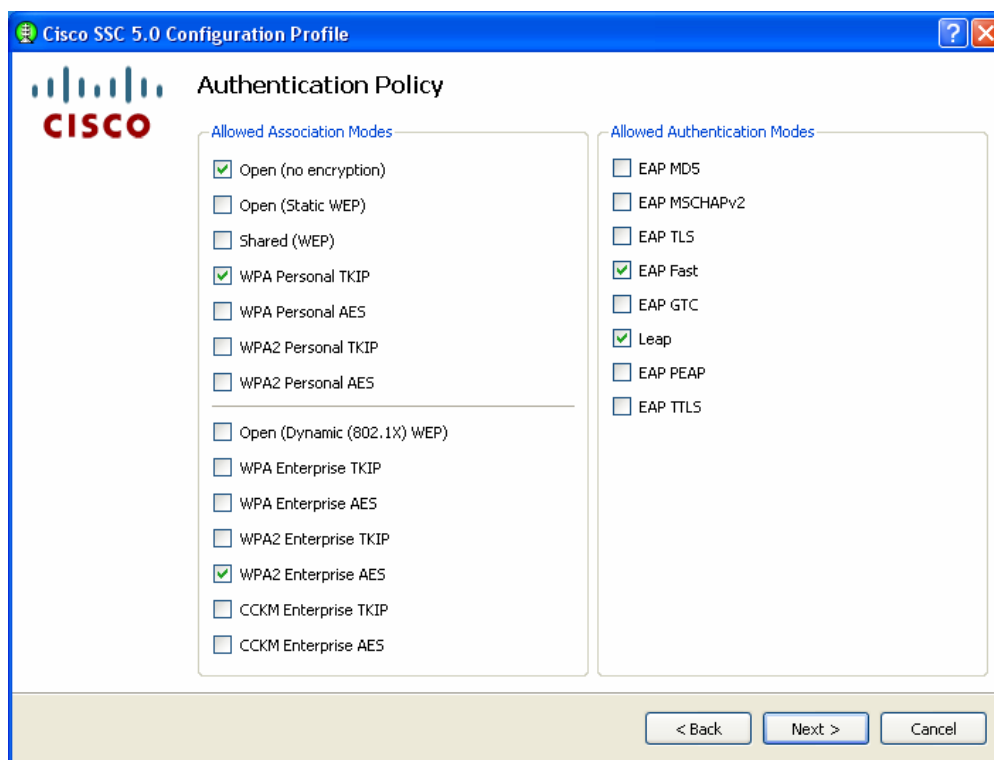 Cisco SSC 5.0 Configuration Profile
CISCO
Authentication Policy
Allowed Association Modes
Open (no encryption)
Open (Static WEP)
Shared (WEP)
WPA Personal TKIP
WPA Personal AES
WPA2 Personal TKIP
WPA2 Personal AES
Open (Dynamic (802.1X) WEP)
WPA Enterprise TKIP
WPA Enterprise AES
WPA2 Enterprise TKIP
WPA2 Enterprise AES
CCKM Enterprise TKIP
CCKM Enterprise AES
Allowed Authentication Modes
EAP MD5
EAP MSCHAPv2
EAP TLS
EAP Fast
EAP GTC
Leap
EAP PEAP
EAP TTLS
< Back
Next >
Cancel